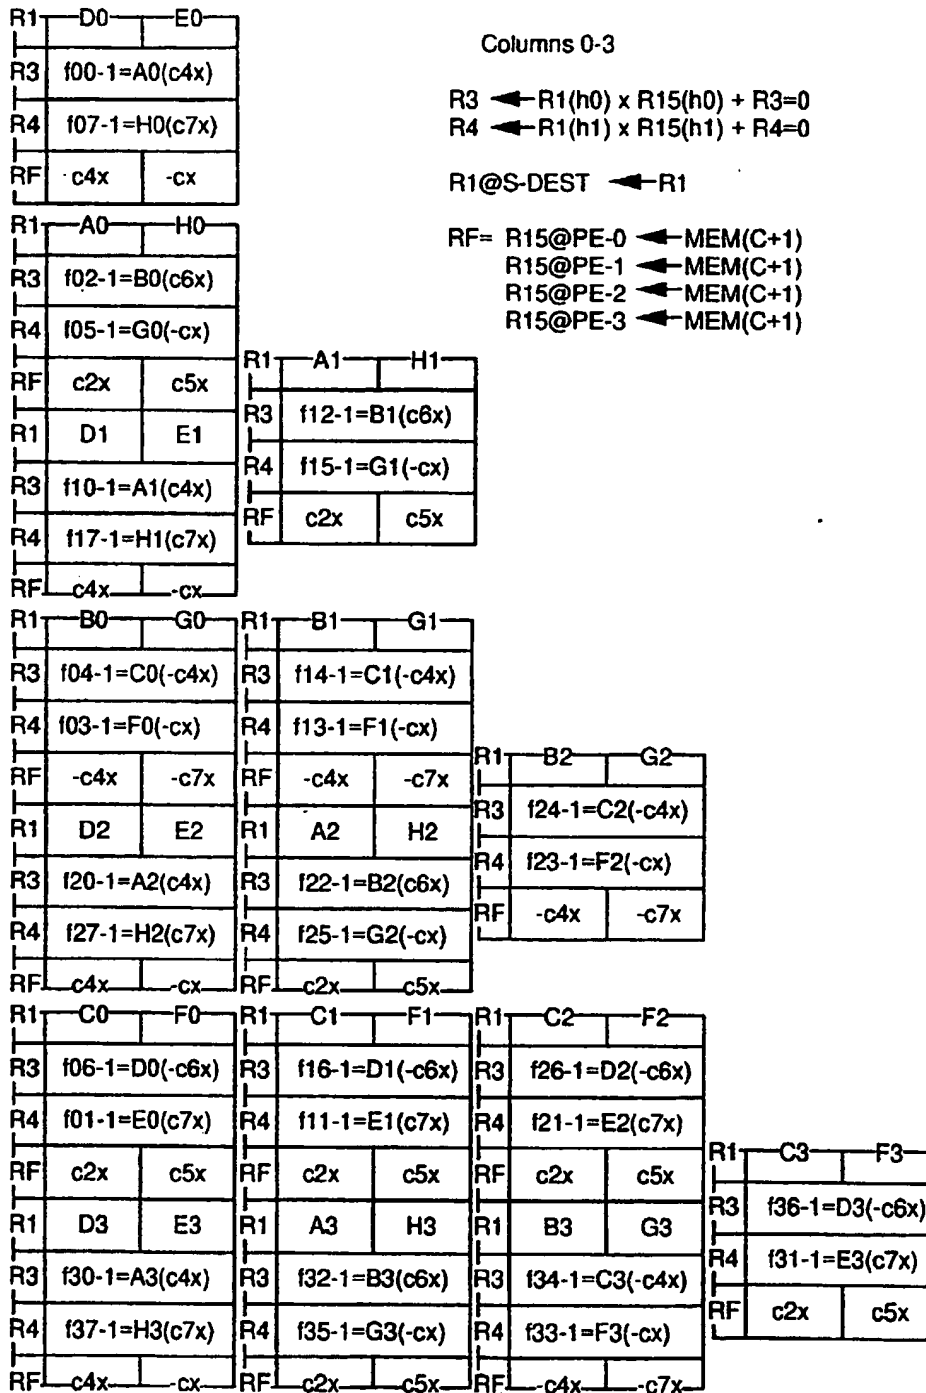 R1 D0 E0
R3 f00-1=A0(c4x)
R4 f07-1=H0(c7x)
RF c4x -cx
Columns 0-3
R3 ◄— R1(h0) x R15(h0) + R3=0
R4 ◄— R1(h1) x R15(h1) + R4=0
R1@S-DEST ◄— R1
RF= R15@PE-0 ◄— MEM(C+1)
R15@PE-1 ◄— MEM(C+1)
R15@PE-2 ◄— MEM(C+1)
R15@PE-3 ◄— MEM(C+1)
R1 A0 H0
R3 f02-1=B0(c6x)
R4 f05-1=G0(-cx)
RF c2x c5x
R1 D1 E1
R3 f10-1=A1(c4x)
R4 f17-1=H1(c7x)
RF c4x -cx
R1 A1 H1
R3 f12-1=B1(c6x)
R4 f15-1=G1(-cx)
RF c2x c5x
R1 B0 G0
R3 f04-1=C0(-c4x)
R4 f03-1=F0(-cx)
RF -c4x -c7x
R1 D2 E2
R3 f20-1=A2(c4x)
R4 f27-1=H2(c7x)
RF c4x -cx
R1 B1 G1
R3 f14-1=C1(-c4x)
R4 f13-1=F1(-cx)
RF -c4x -c7x
R1 A2 H2
R3 f22-1=B2(c6x)
R4 f25-1=G2(-cx)
RF c2x c5x
R1 B2 G2
R3 f24-1=C2(-c4x)
R4 f23-1=F2(-cx)
RF -c4x -c7x
R1 C0 F0
R3 f06-1=D0(-c6x)
R4 f01-1=E0(c7x)
RF c2x c5x
R1 D3 E3
R3 f30-1=A3(c4x)
R4 f37-1=H3(c7x)
RF c4x -cx
R1 C1 F1
R3 f16-1=D1(-c6x)
R4 f11-1=E1(c7x)
RF c2x c5x
R1 A3 H3
R3 f32-1=B3(c6x)
R4 f35-1=G3(-cx)
RF c2x c5x
R1 C2 F2
R3 f26-1=D2(-c6x)
R4 f21-1=E2(c7x)
RF c2x c5x
R1 B3 G3
R3 f34-1=C3(-c4x)
R4 f33-1=F3(-cx)
RF -c4x -c7x
R1 C3 F3
R3 f36-1=D3(-c6x)
R4 f31-1=E3(c7x)
RF c2x c5x